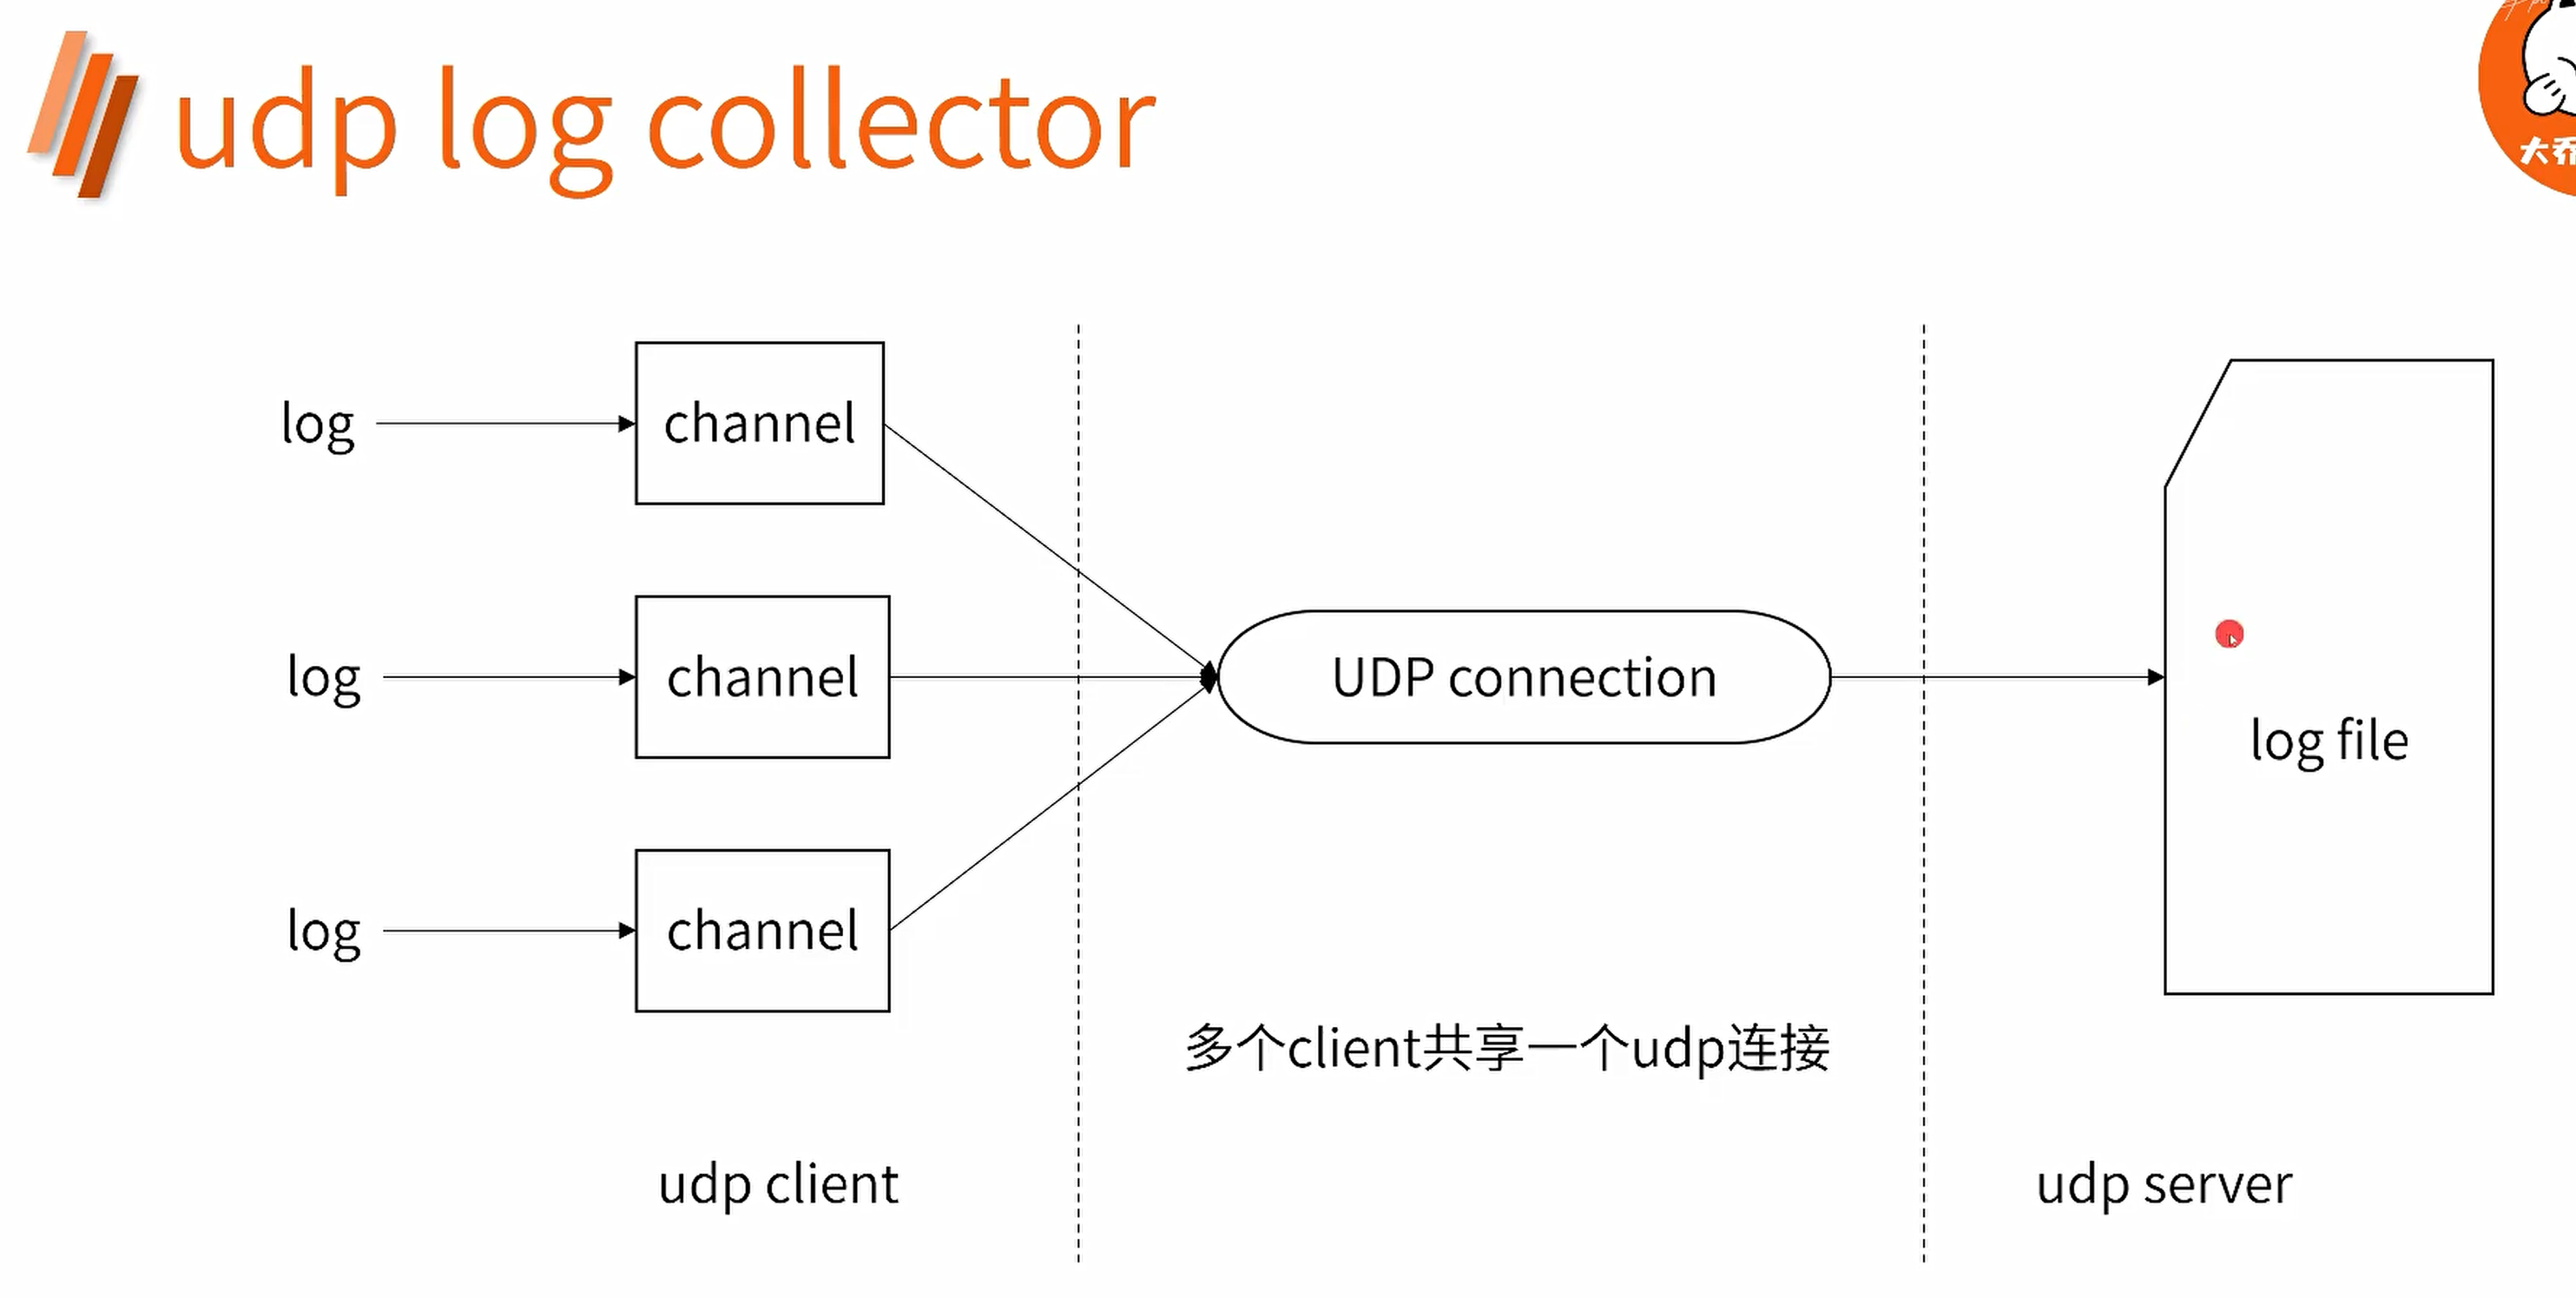 udp log collector
大乔
log
channel
log
channel
UDP connection
log file
log
channel
多个client共享一个udp连接
udp client
udp server